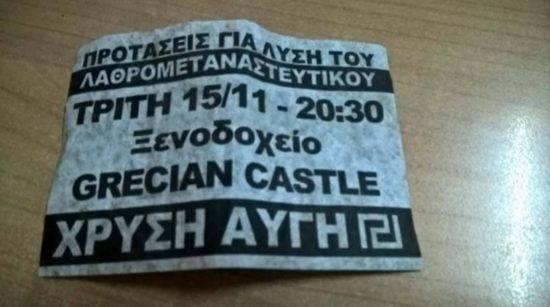 ΠΡΟΤΑΣΕΙΣ ΓΙΑ ΛΥΣΗ ΤΟΥ
ΛΑΘΡΟΜΕΤΑΝΑΣΤΕΥΤΙΚΟΥ
ΤΡΙΤΗ 15/11 - 20:30
Ξενοδοχείο
GRECIAN CASTLE
ΧΡΥΣΗ ΑΥΓΗ